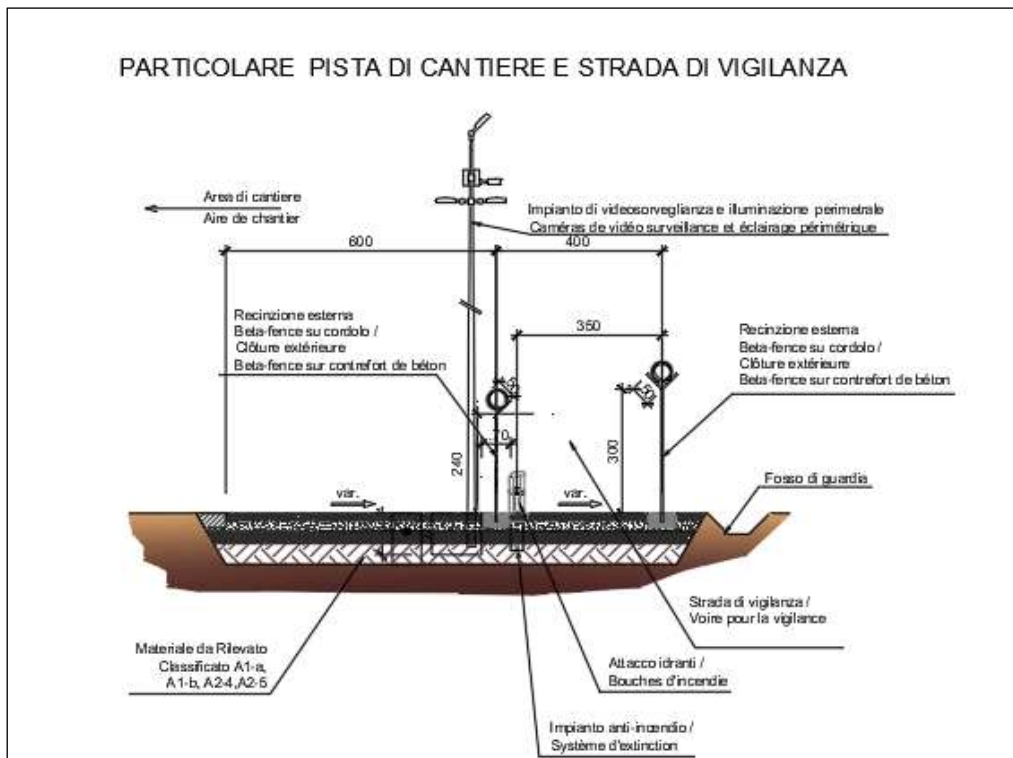 PARTICOLARE PISTA DI CANTIERE E STRADA DI VIGILANZA
Area di cantiere
Aire de chantier
Impianto di videosorveglianza e illuminazione perimetrale
Caméras de vidéo surveillance et éclairage périmétrique
600
400
350
Recinzione esterna
Beta-fence su cordolo /
Clôture extérieure
Beta-fence sur contrefort de béton
Recinzione esterna
Beta-fence su cordolo /
Clôture extérieure
Beta-fence sur contrefort de béton
50
70
240
300
var.
var.
Fosso di guardia
Strada di vigilanza /
Voire pour la vigilance
Materiale da Rilevato
Classificato A1-a,
A1-b, A2-4,A2-5
Attacco idranti /
Bouches d'incendie
Impianto anti-incendio /
Système d'extinction